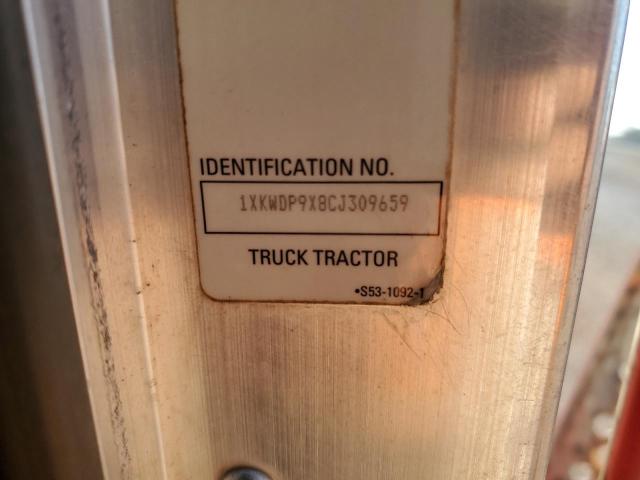 IDENTIFICATION NO.
1XKWDP9X8CJ309659
TRUCK TRACTOR
•S53-1092-1